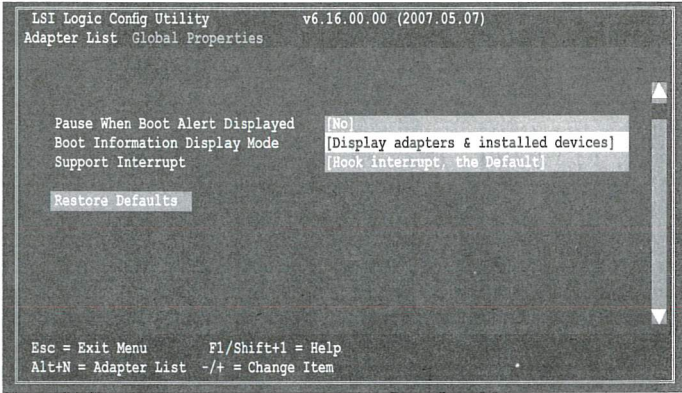 LSI Logic Config Utility v6.16.00.00 (2007.05.07)
Adapter List Global Properties
Pause When Boot Alert Displayed [No]
Boot Information Display Mode [Display adapters & installed devices]
Support Interrupt [Hook interrupt, the Default]
Restore Defaults
Esc = Exit Menu F1/Shift+1 = Help
Alt+N = Adapter List -/+ = Change Item